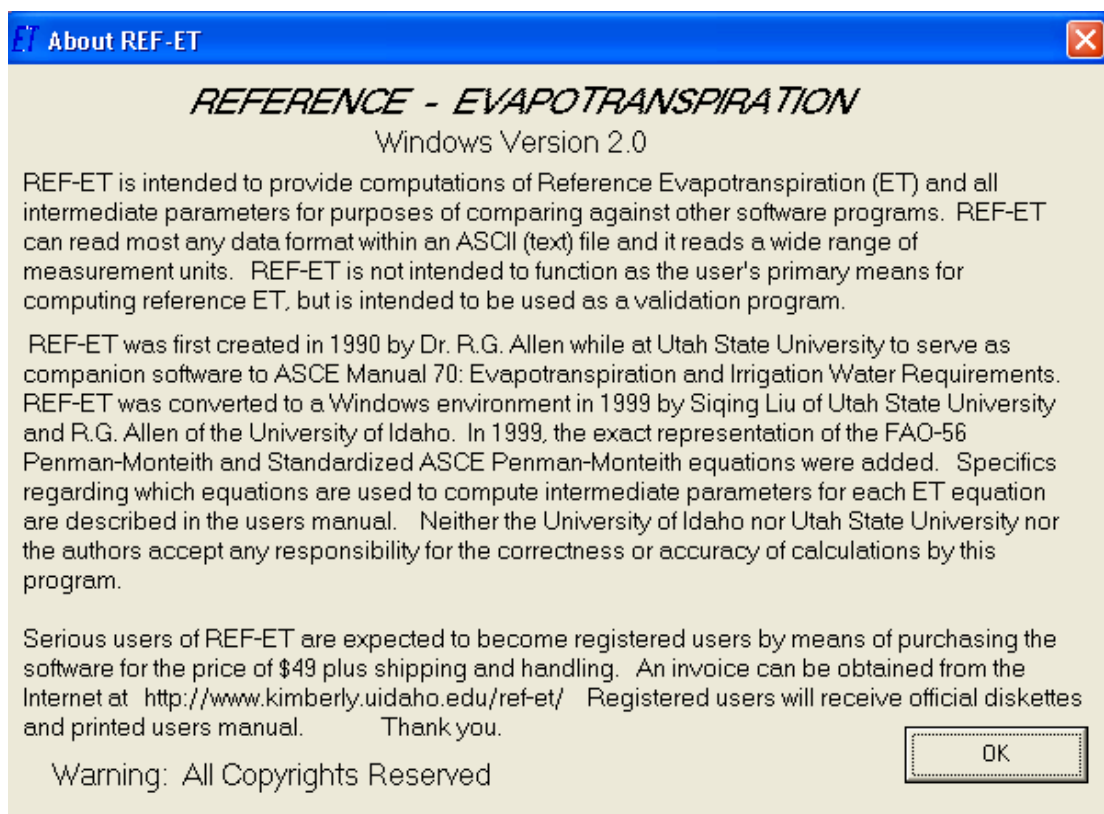 ET About REF-ET
REFERENCE - EVAPOTRANSPIRATION
Windows Version 2.0
REF-ET is intended to provide computations of Reference Evapotranspiration (ET) and all
intermediate parameters for purposes of comparing against other software programs. REF-ET
can read most any data format within an ASCII (text) file and it reads a wide range of
measurement units. REF-ET is not intended to function as the user's primary means for
computing reference ET, but is intended to be used as a validation program.
REF-ET was first created in 1990 by Dr. R.G. Allen while at Utah State University to serve as
companion software to ASCE Manual 70: Evapotranspiration and Irrigation Water Requirements.
REF-ET was converted to a Windows environment in 1999 by Siqing Liu of Utah State University
and R.G. Allen of the University of Idaho. In 1999, the exact representation of the FAO-56
Penman-Monteith and Standardized ASCE Penman-Monteith equations were added. Specifics
regarding which equations are used to compute intermediate parameters for each ET equation
are described in the users manual. Neither the University of Idaho nor Utah State University nor
the authors accept any responsibility for the correctness or accuracy of calculations by this
program.
Serious users of REF-ET are expected to become registered users by means of purchasing the
software for the price of $49 plus shipping and handling. An invoice can be obtained from the
Internet at http://www.kimberly.uidaho.edu/ref-et/ Registered users will receive official diskettes
and printed users manual. Thank you.
OK
Warning: All Copyrights Reserved